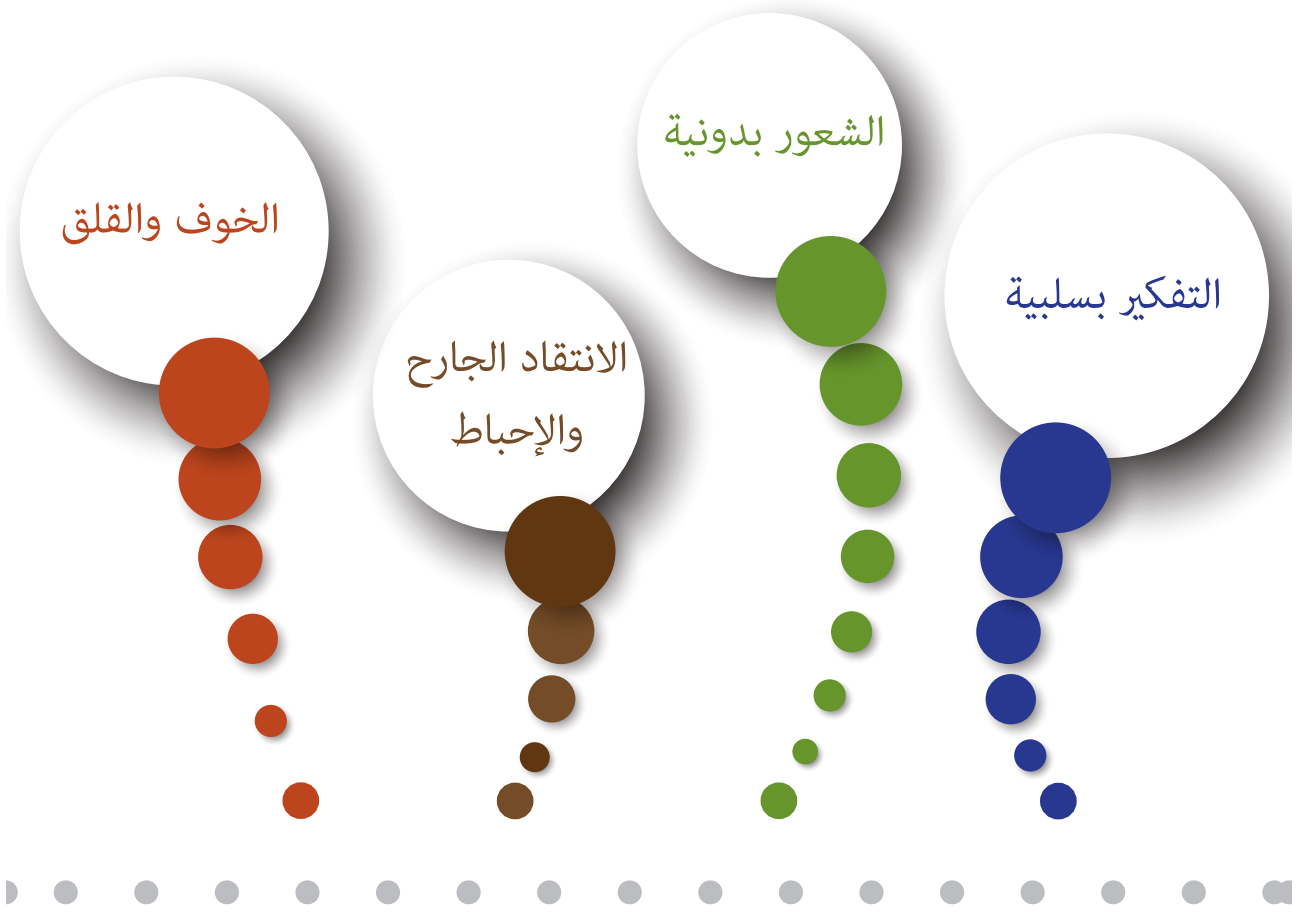 التفكير بسلبية
الشعور بدونية
الانتقاد الجارح
والإحباط
الخوف والقلق